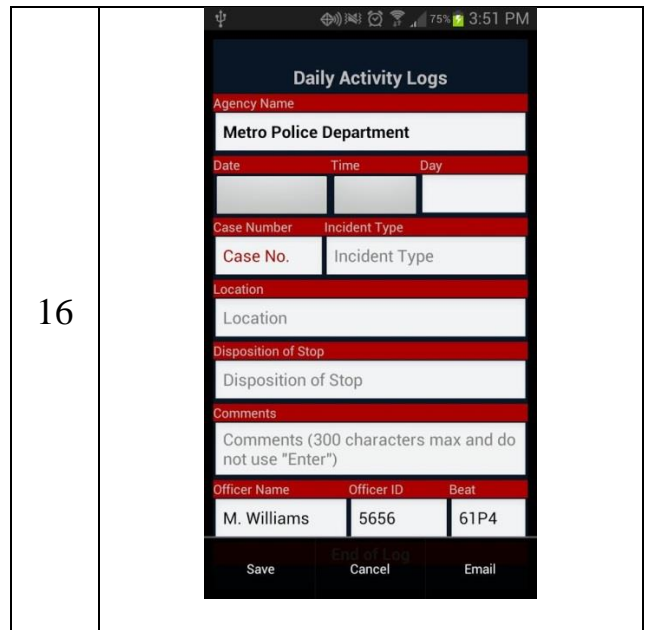 75% 3:51 PM
Daily Activity Logs
Agency Name
Metro Police Department
Date Time Day
Case Number Incident Type
Case No. Incident Type
Location
Location
Disposition of Stop
Disposition of Stop
Comments
Comments (300 characters max and do
not use "Enter")
Officer Name Officer ID Beat
M. Williams 5656 61P4
End of Log
Save Cancel Email
16